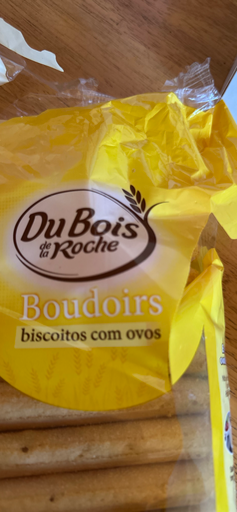 Du Bois
de la Roche
Boudoirs
biscoitos com ovos